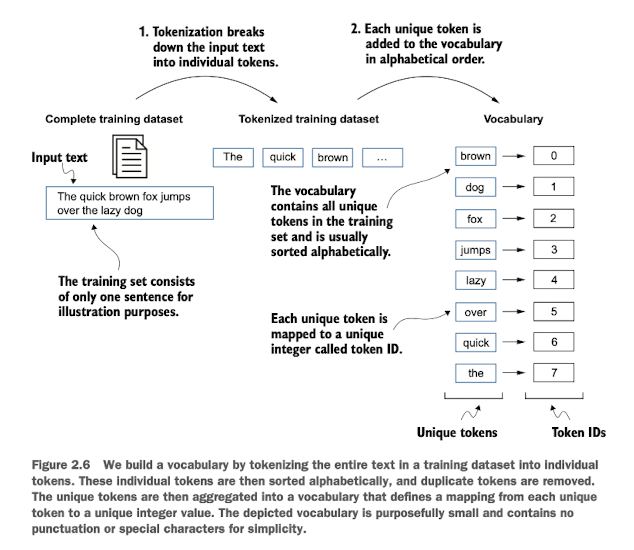 1. Tokenization breaks
down the input text
into individual tokens.
2. Each unique token is
added to the vocabulary
in alphabetical order.
Complete training dataset
Tokenized training dataset
Vocabulary
Input text
The quick brown fox jumps
over the lazy dog
The training set consists
of only one sentence for
illustration purposes.
The quick brown ...
The vocabulary
contains all unique
tokens in the training
set and is usually
sorted alphabetically.
Each unique token is
mapped to a unique
integer called token ID.
brown 0
dog 1
fox 2
jumps 3
lazy 4
over 5
quick 6
the 7
Unique tokens
Token IDs
Figure 2.6 We build a vocabulary by tokenizing the entire text in a training dataset into individual
tokens. These individual tokens are then sorted alphabetically, and duplicate tokens are removed.
The unique tokens are then aggregated into a vocabulary that defines a mapping from each unique
token to a unique integer value. The depicted vocabulary is purposefully small and contains no
punctuation or special characters for simplicity.